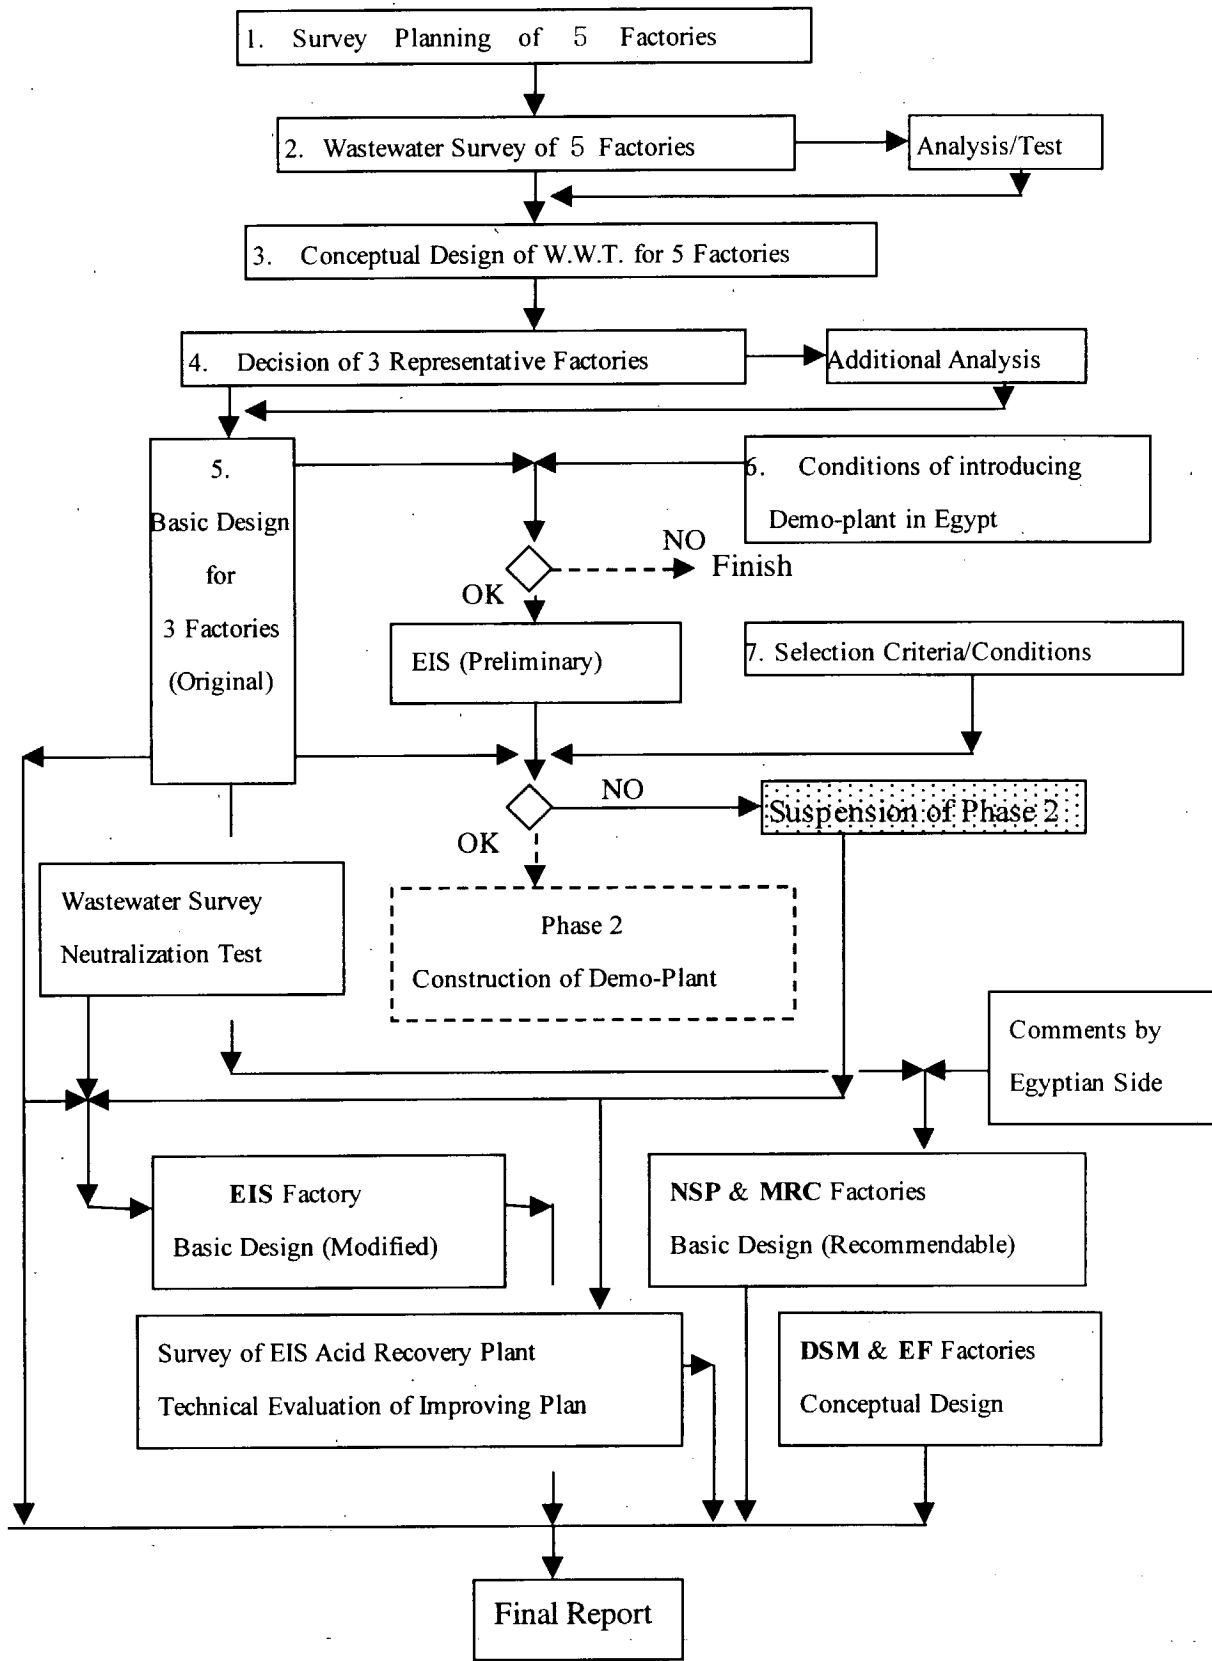 1. Survey Planning of 5 Factories
2. Wastewater Survey of 5 Factories
Analysis/Test
3. Conceptual Design of W.W.T. for 5 Factories
4. Decision of 3 Representative Factories
Additional Analysis
5.
Basic Design
for
3 Factories
(Original)
6. Conditions of introducing
Demo-plant in Egypt
NO
Finish
OK
EIS (Preliminary)
7. Selection Criteria/Conditions
NO
Suspension of Phase 2
OK
Phase 2
Construction of Demo-Plant
Wastewater Survey
Neutralization Test
Comments by
Egyptian Side
EIS Factory
Basic Design (Modified)
NSP & MRC Factories
Basic Design (Recommendable)
Survey of EIS Acid Recovery Plant
Technical Evaluation of Improving Plan
DSM & EF Factories
Conceptual Design
Final Report